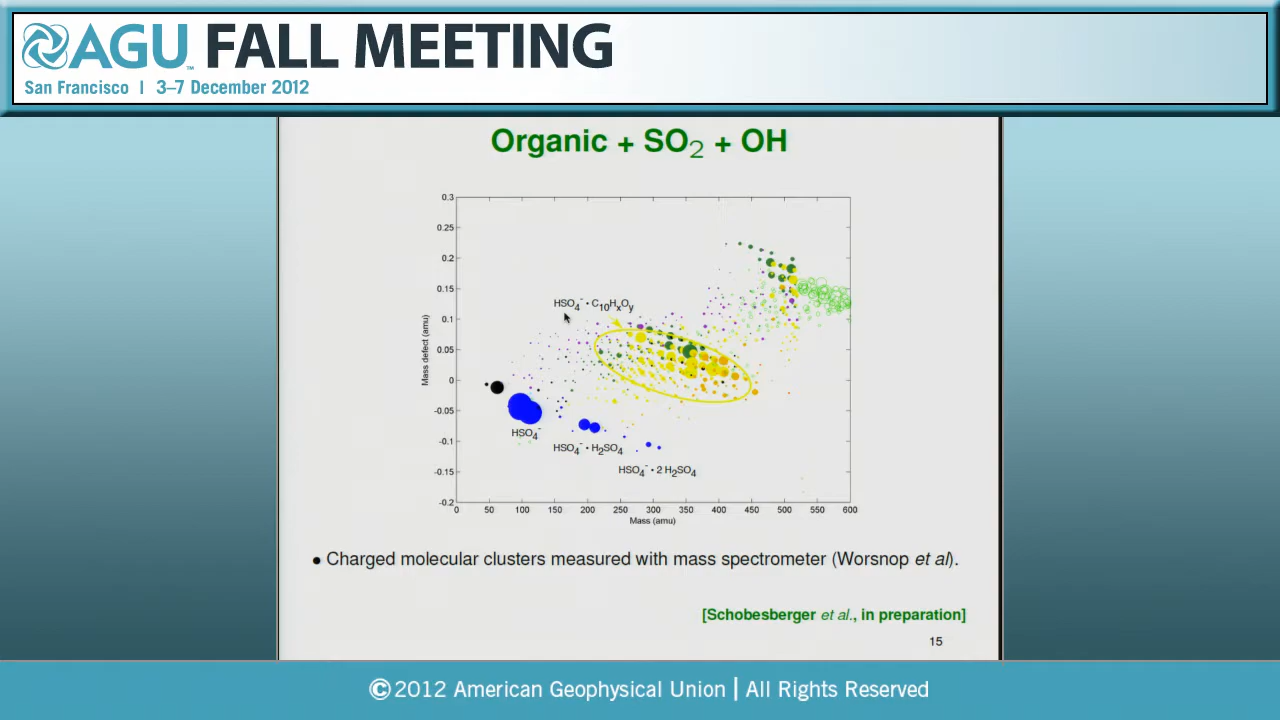 AGU FALL MEETING
San Francisco | 3–7 December 2012
Organic + SO₂ + OH
0.3
0.25
0.2
0.15
0.1
0.05
0
-0.05
-0.1
-0.15
-0.2
Mass defect (amu)
HSO₄⁻ • C₁₀HₓOᵧ
HSO₄⁻
HSO₄⁻ • H₂SO₄
HSO₄⁻ • 2 H₂SO₄
0 50 100 150 200 250 300 350 400 450 500 550 600
Mass (amu)
• Charged molecular clusters measured with mass spectrometer (Worsnop et al).
[Schobesberger et al., in preparation]
15
©2012 American Geophysical Union | All Rights Reserved